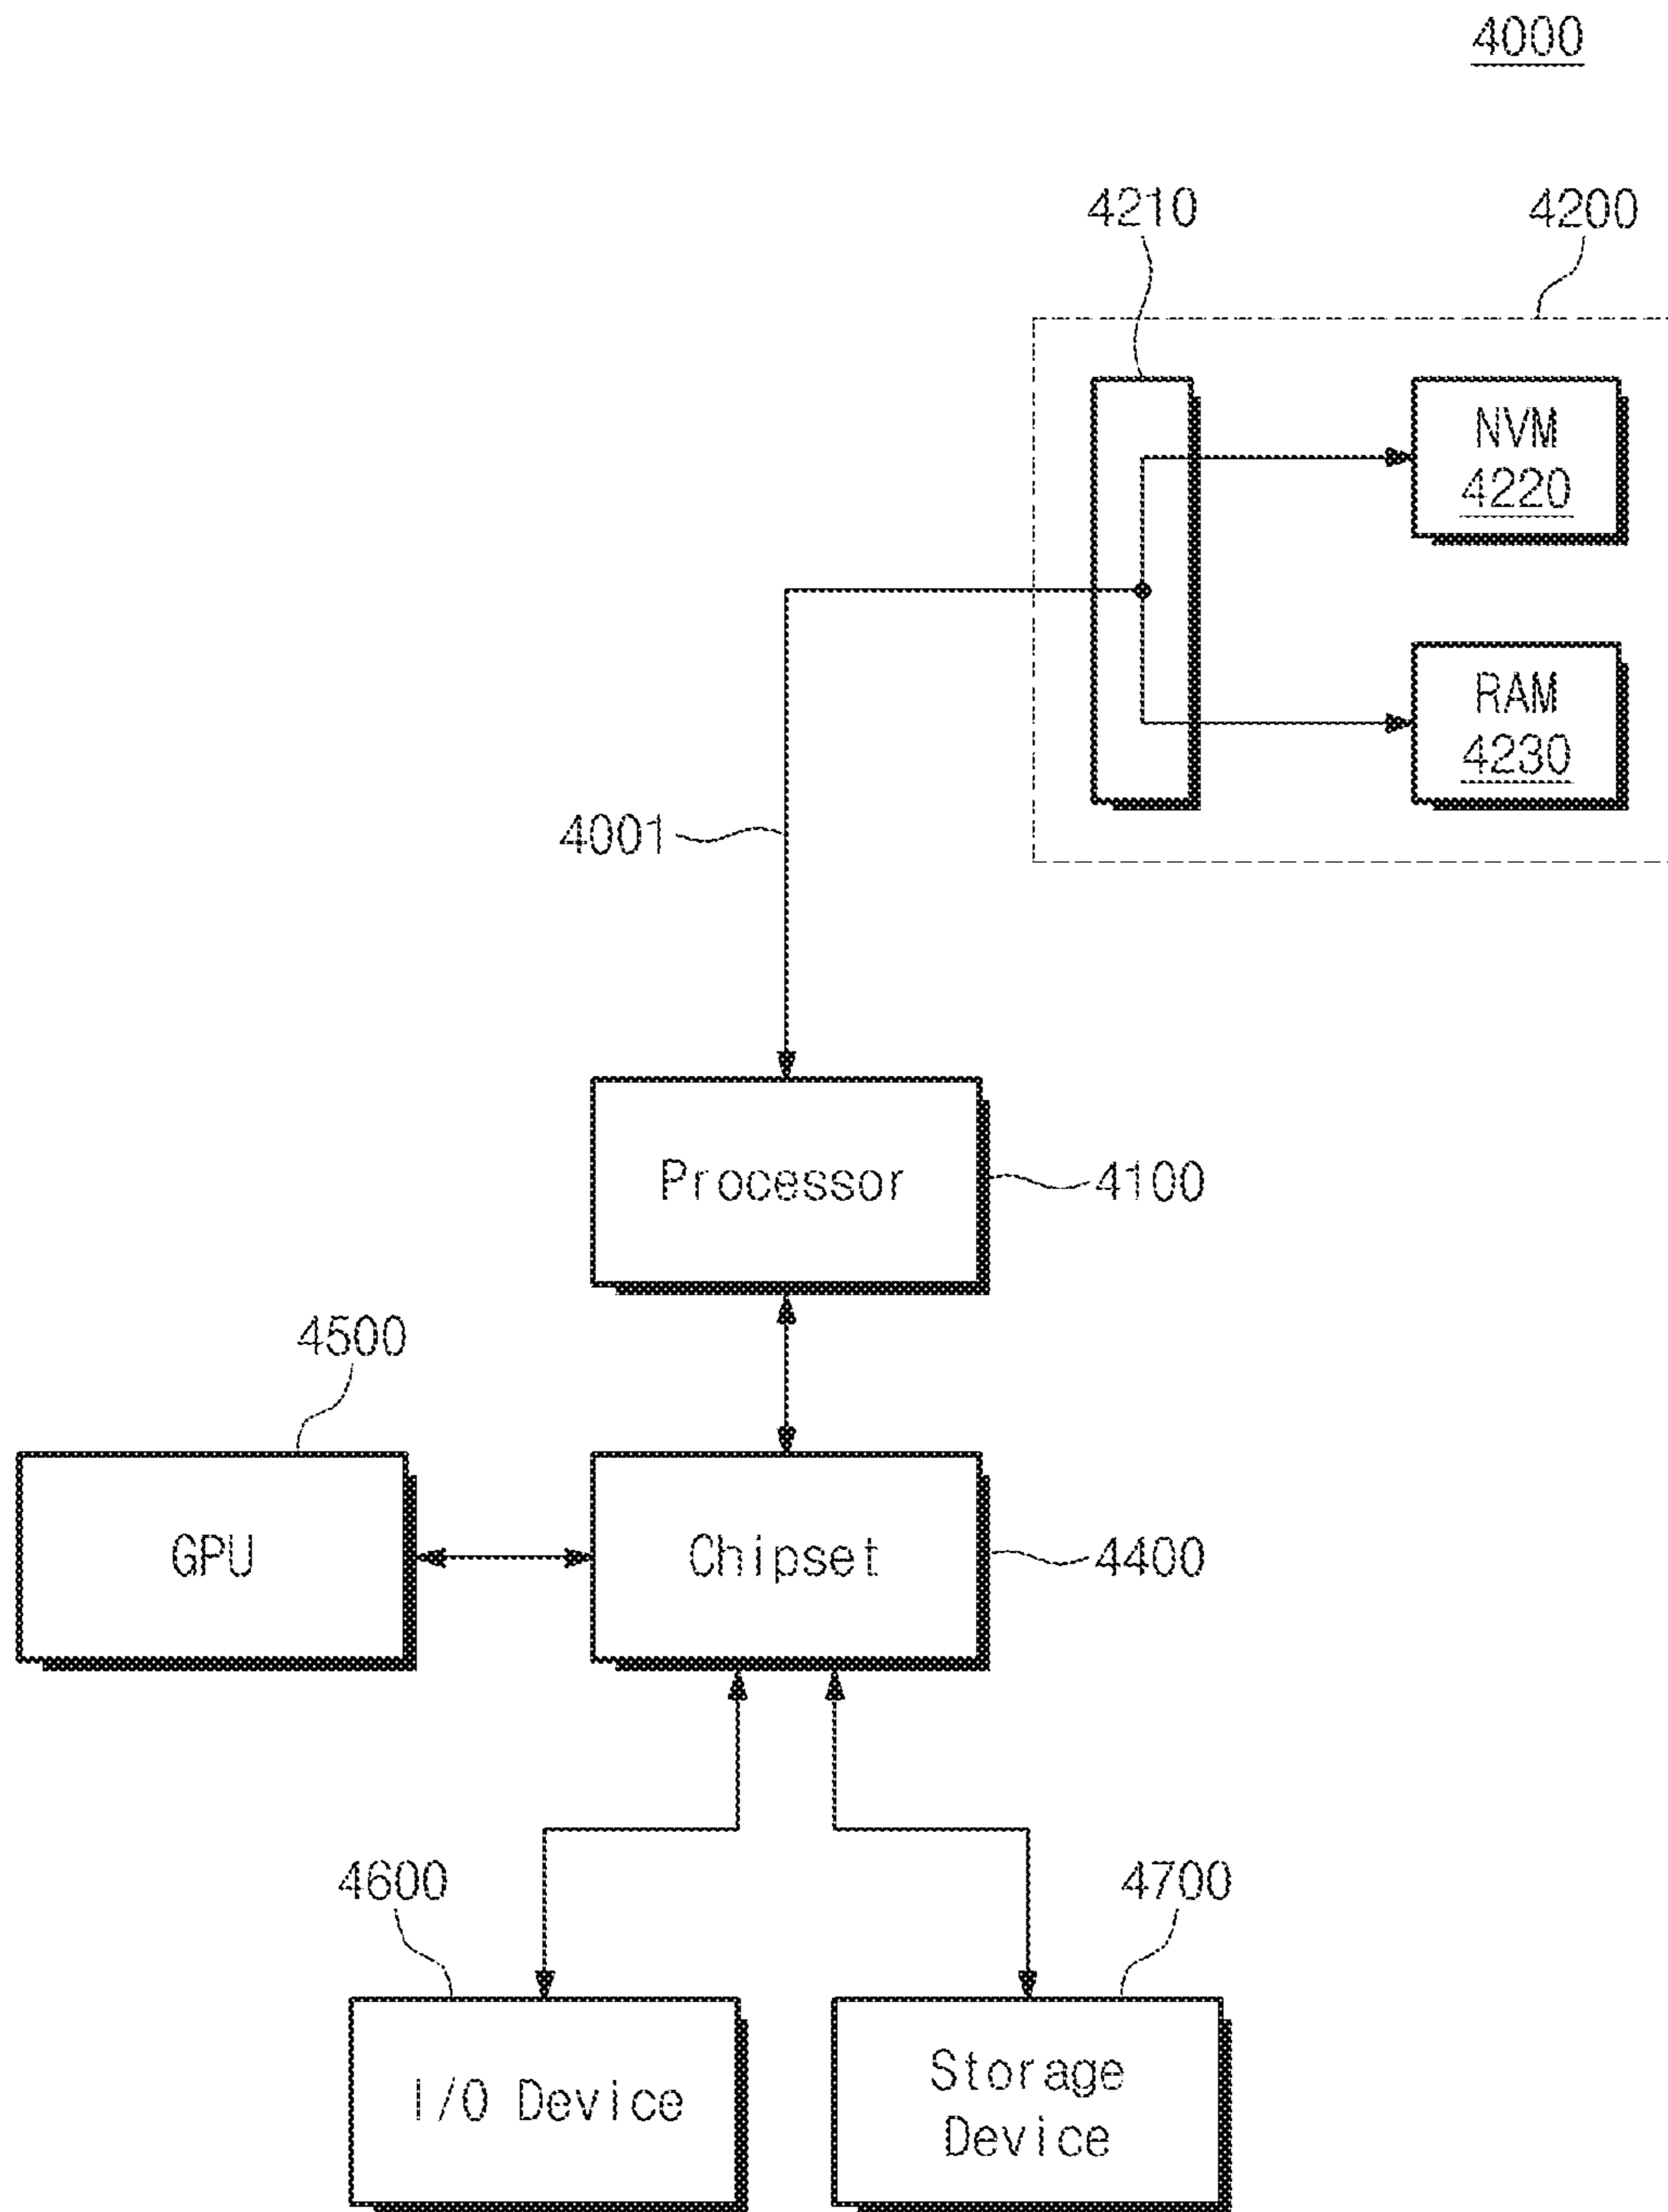 4000
4210
4200
NVM
4220
RAM
4230
4001
Processor
4100
4500
GPU
Chipset
4400
4600
4700
I/O Device
Storage
Device